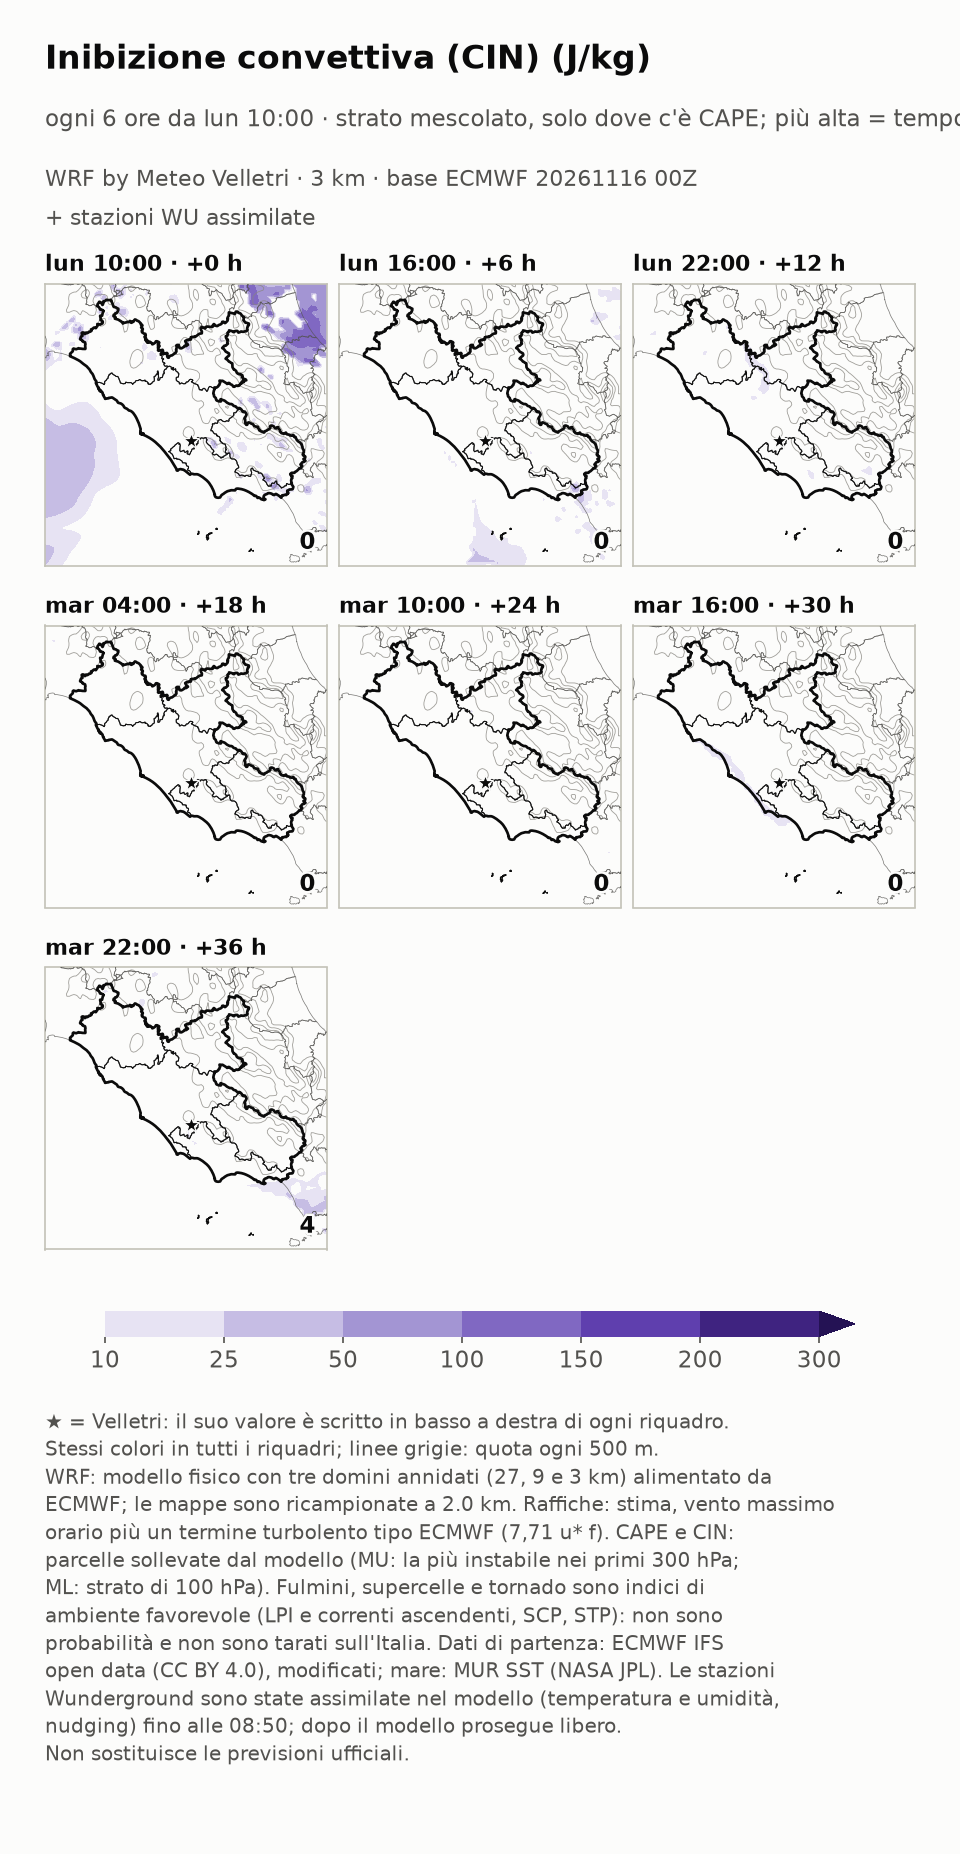 Inibizione convettiva (CIN) (J/kg)
ogni 6 ore da lun 10:00 · strato mescolato, solo dove c'è CAPE; più alta = tempo
WRF by Meteo Velletri · 3 km · base ECMWF 20261116 00Z
+ stazioni WU assimilate
lun 10:00 · +0 h
lun 16:00 · +6 h
lun 22:00 · +12 h
0
0
0
mar 04:00 · +18 h
mar 10:00 · +24 h
mar 16:00 · +30 h
0
0
0
mar 22:00 · +36 h
4
10 25 50 100 150 200 300
★ = Velletri: il suo valore è scritto in basso a destra di ogni riquadro.
Stessi colori in tutti i riquadri; linee grigie: quota ogni 500 m.
WRF: modello fisico con tre domini annidati (27, 9 e 3 km) alimentato da
ECMWF; le mappe sono ricampionate a 2.0 km. Raffiche: stima, vento massimo
orario più un termine turbolento tipo ECMWF (7,71 u* f). CAPE e CIN:
parcelle sollevate dal modello (MU: la più instabile nei primi 300 hPa;
ML: strato di 100 hPa). Fulmini, supercelle e tornado sono indici di
ambiente favorevole (LPI e correnti ascendenti, SCP, STP): non sono
probabilità e non sono tarati sull'Italia. Dati di partenza: ECMWF IFS
open data (CC BY 4.0), modificati; mare: MUR SST (NASA JPL). Le stazioni
Wunderground sono state assimilate nel modello (temperatura e umidità,
nudging) fino alle 08:50; dopo il modello prosegue libero.
Non sostituisce le previsioni ufficiali.